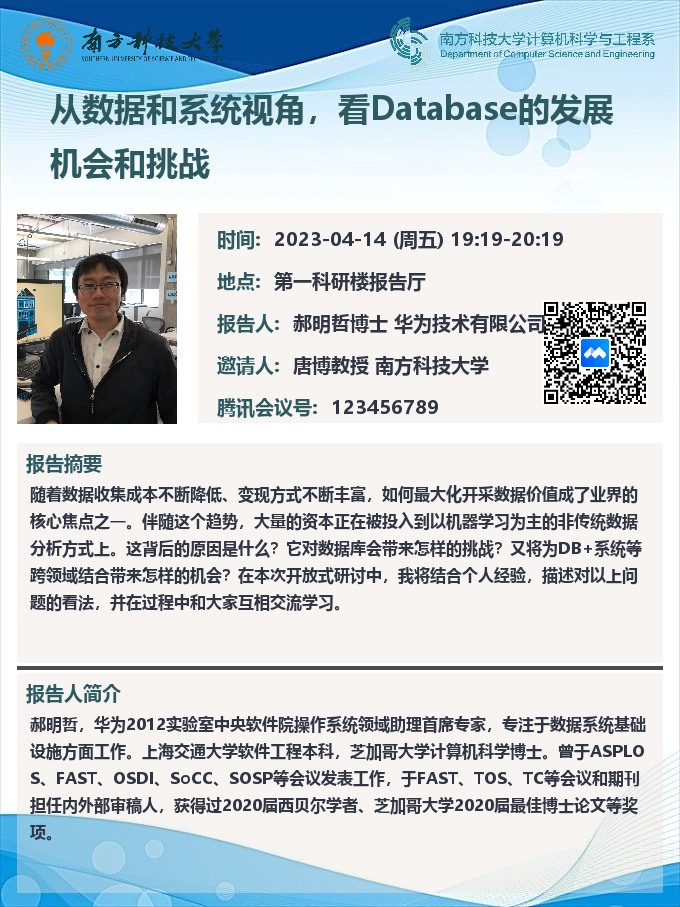 南方科技大学
SOUTHERN UNIVERSITY OF SCIENCE AND TECHNOLOGY
南方科技大学计算机科学与工程系
Department of Computer Science and Engineering
从数据和系统视角，看Database的发展
机会和挑战
时间：2023-04-14 (周五) 19:19-20:19
地点：第一科研楼报告厅
报告人：郝明哲博士 华为技术有限公司
邀请人：唐博教授 南方科技大学
腾讯会议号：123456789
报告摘要
随着数据收集成本不断降低、变现方式不断丰富，如何最大化开采数据价值成了业界的
核心焦点之一。伴随这个趋势，大量的资本正在被投入到以机器学习为主的非传统数据
分析方式上。这背后的原因是什么？它对数据库会带来怎样的挑战？又将为DB+系统等
跨领域结合带来怎样的机会？在本次开放式研讨中，我将结合个人经验，描述对以上问
题的看法，并在过程中和大家互相交流学习。
报告人简介
郝明哲，华为2012实验室中央软件院操作系统领域助理首席专家，专注于数据系统基础
设施方面工作。上海交通大学软件工程本科，芝加哥大学计算机科学博士。曾于ASPLO
S、FAST、OSDI、SoCC、SOSP等会议发表工作，于FAST、TOS、TC等会议和期刊
担任内外部审稿人，获得过2020届西贝尔学者、芝加哥大学2020届最佳博士论文等奖
项。